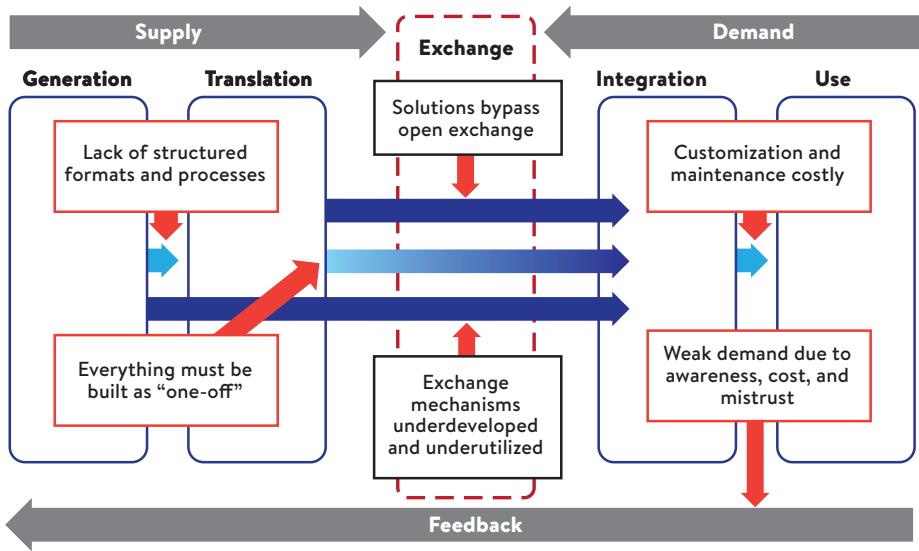 Supply
Exchange
Demand
Generation
Translation
Integration
Use
Lack of structured
formats and processes
Solutions bypass
open exchange
Customization and
maintenance costly
Everything must be
built as “one-off”
Exchange
mechanisms
underdeveloped
and underutilized
Weak demand due to
awareness, cost, and
mistrust
Feedback